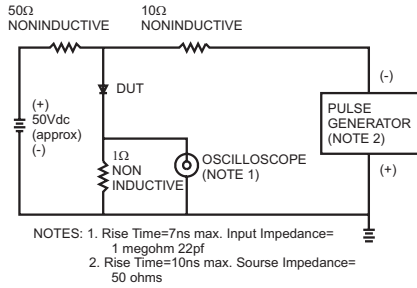 50Ω
NONINDUCTIVE
10Ω
NONINDUCTIVE
DUT
(+)
50Vdc
(approx)
(-)
1Ω
NON
INDUCTIVE
OSCILLOSCOPE
(NOTE 1)
(-)
PULSE
GENERATOR
(NOTE 2)
(+)
NOTES: 1. Rise Time=7ns max. Input Impedance=
1 megohm 22pf
2. Rise Time=10ns max. Sourse Impedance=
50 ohms